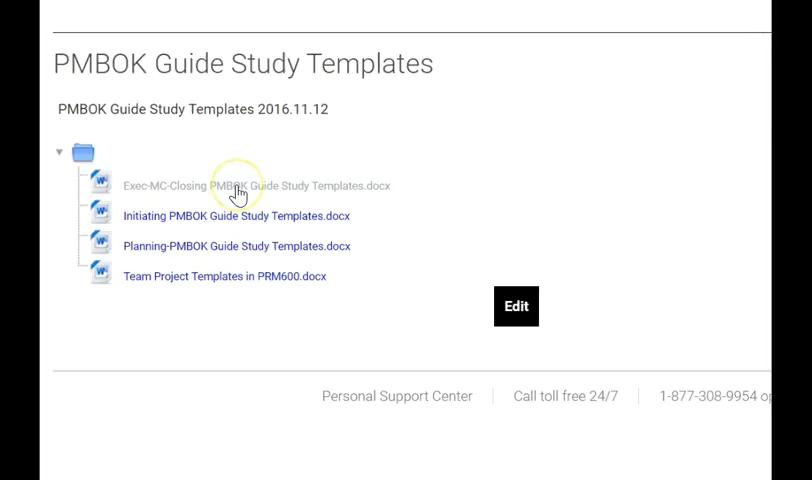 PMBOK Guide Study Templates
PMBOK Guide Study Templates 2016.11.12
Exec-MC-Closing PMBOK Guide Study Templates.docx
Initiating PMBOK Guide Study Templates.docx
Planning-PMBOK Guide Study Templates.docx
Team Project Templates in PRM600.docx
Edit
Personal Support Center
Call toll free 24/7
1-877-308-9954 op